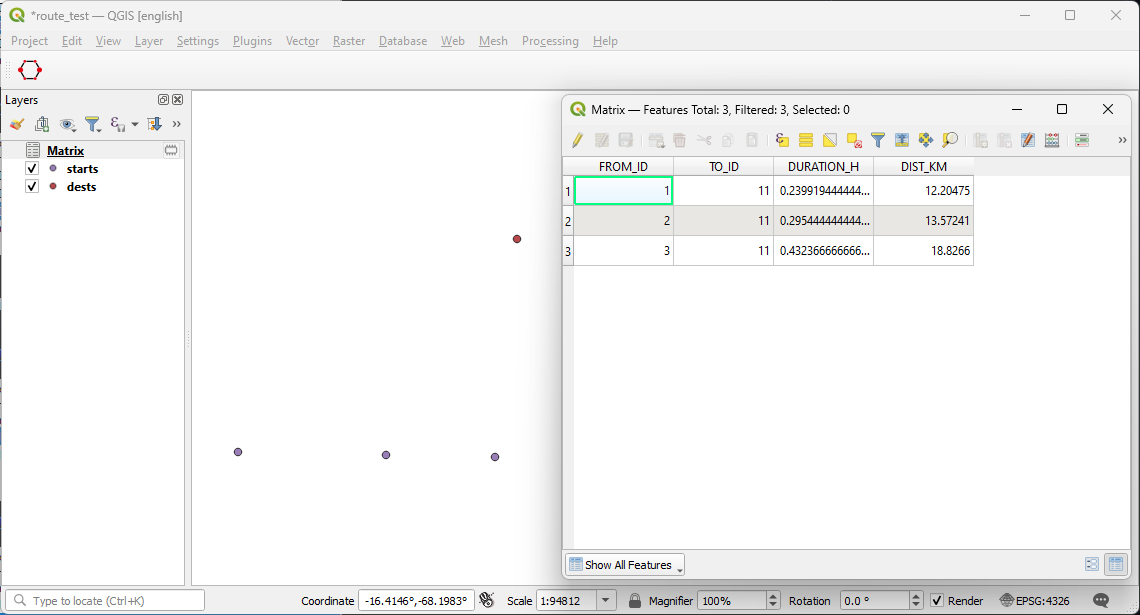 *route_test — QGIS [english]
Project Edit View Layer Settings Plugins Vector Raster Database Web Mesh Processing Help
Layers
Matrix
starts
dests
Matrix — Features Total: 3, Filtered: 3, Selected: 0
FROM_ID TO_ID DURATION_H DIST_KM
1 1 11 0.239919444444... 12.20475
2 2 11 0.295444444444... 13.57241
3 3 11 0.432366666666... 18.8266
Show All Features
Type to locate (Ctrl+K) Coordinate -16.4146°,-68.1983° Scale 1:94812 Magnifier 100% Rotation 0.0 ° Render EPSG:4326